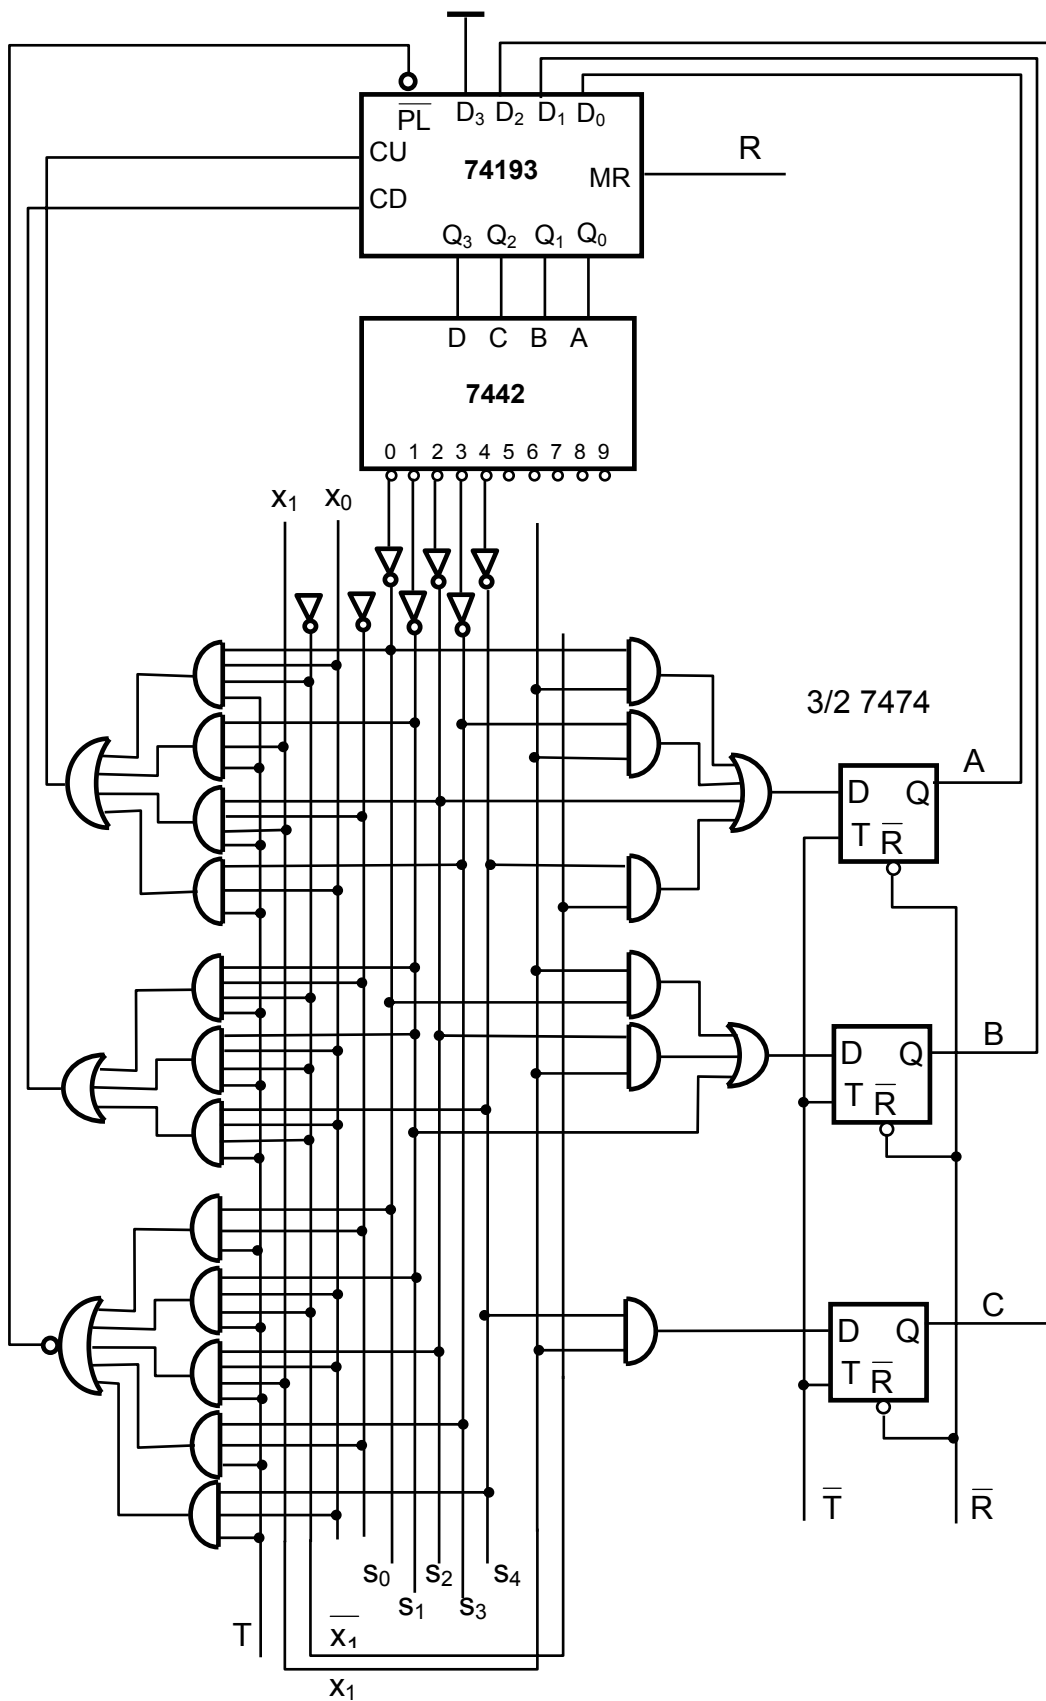 PL D₃ D₂ D₁ D₀
CU 74193 MR R
CD
Q₃ Q₂ Q₁ Q₀
D C B A
7442
0 1 2 3 4 5 6 7 8 9
x₁ x₀
3/2 7474
D Q A
T R
D Q B
T R
D Q C
T R
T R
s₀ s₂ s₄
s₁ s₃
T x₁
x₁